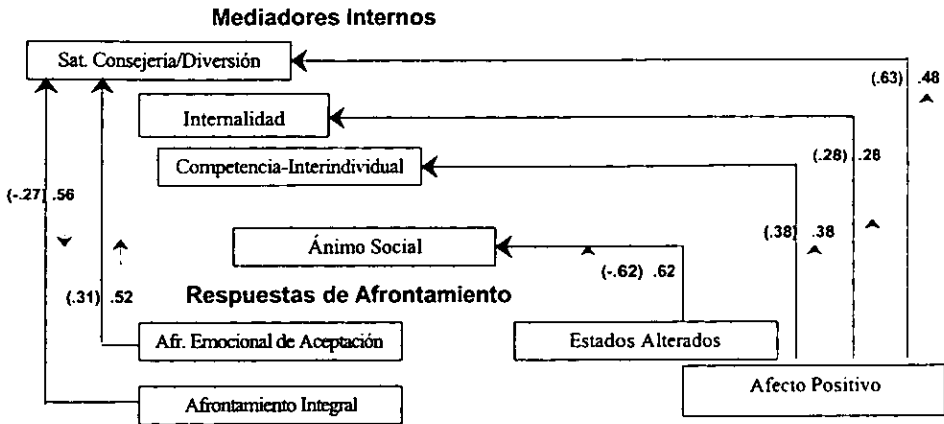 Mediadores Internos
Sat. Consejería/Diversión
(.63) .48
Internalidad
(.28) .28
Competencia-Interindividual
(-.27) .56
(.38) .38
Ánimo Social
(-.62) .62
(.31) .52
Respuestas de Afrontamiento
Afr. Emocional de Aceptación
Estados Alterados
Afecto Positivo
Afrontamiento Integral